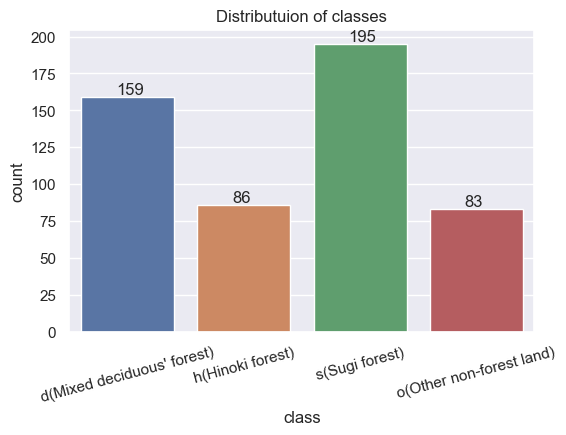 Distributuion of classes
200
175
150
125
100
75
50
25
0
count
159
86
195
83
d(Mixed deciduous' forest)
h(Hinoki forest)
s(Sugi forest)
o(Other non-forest land)
class